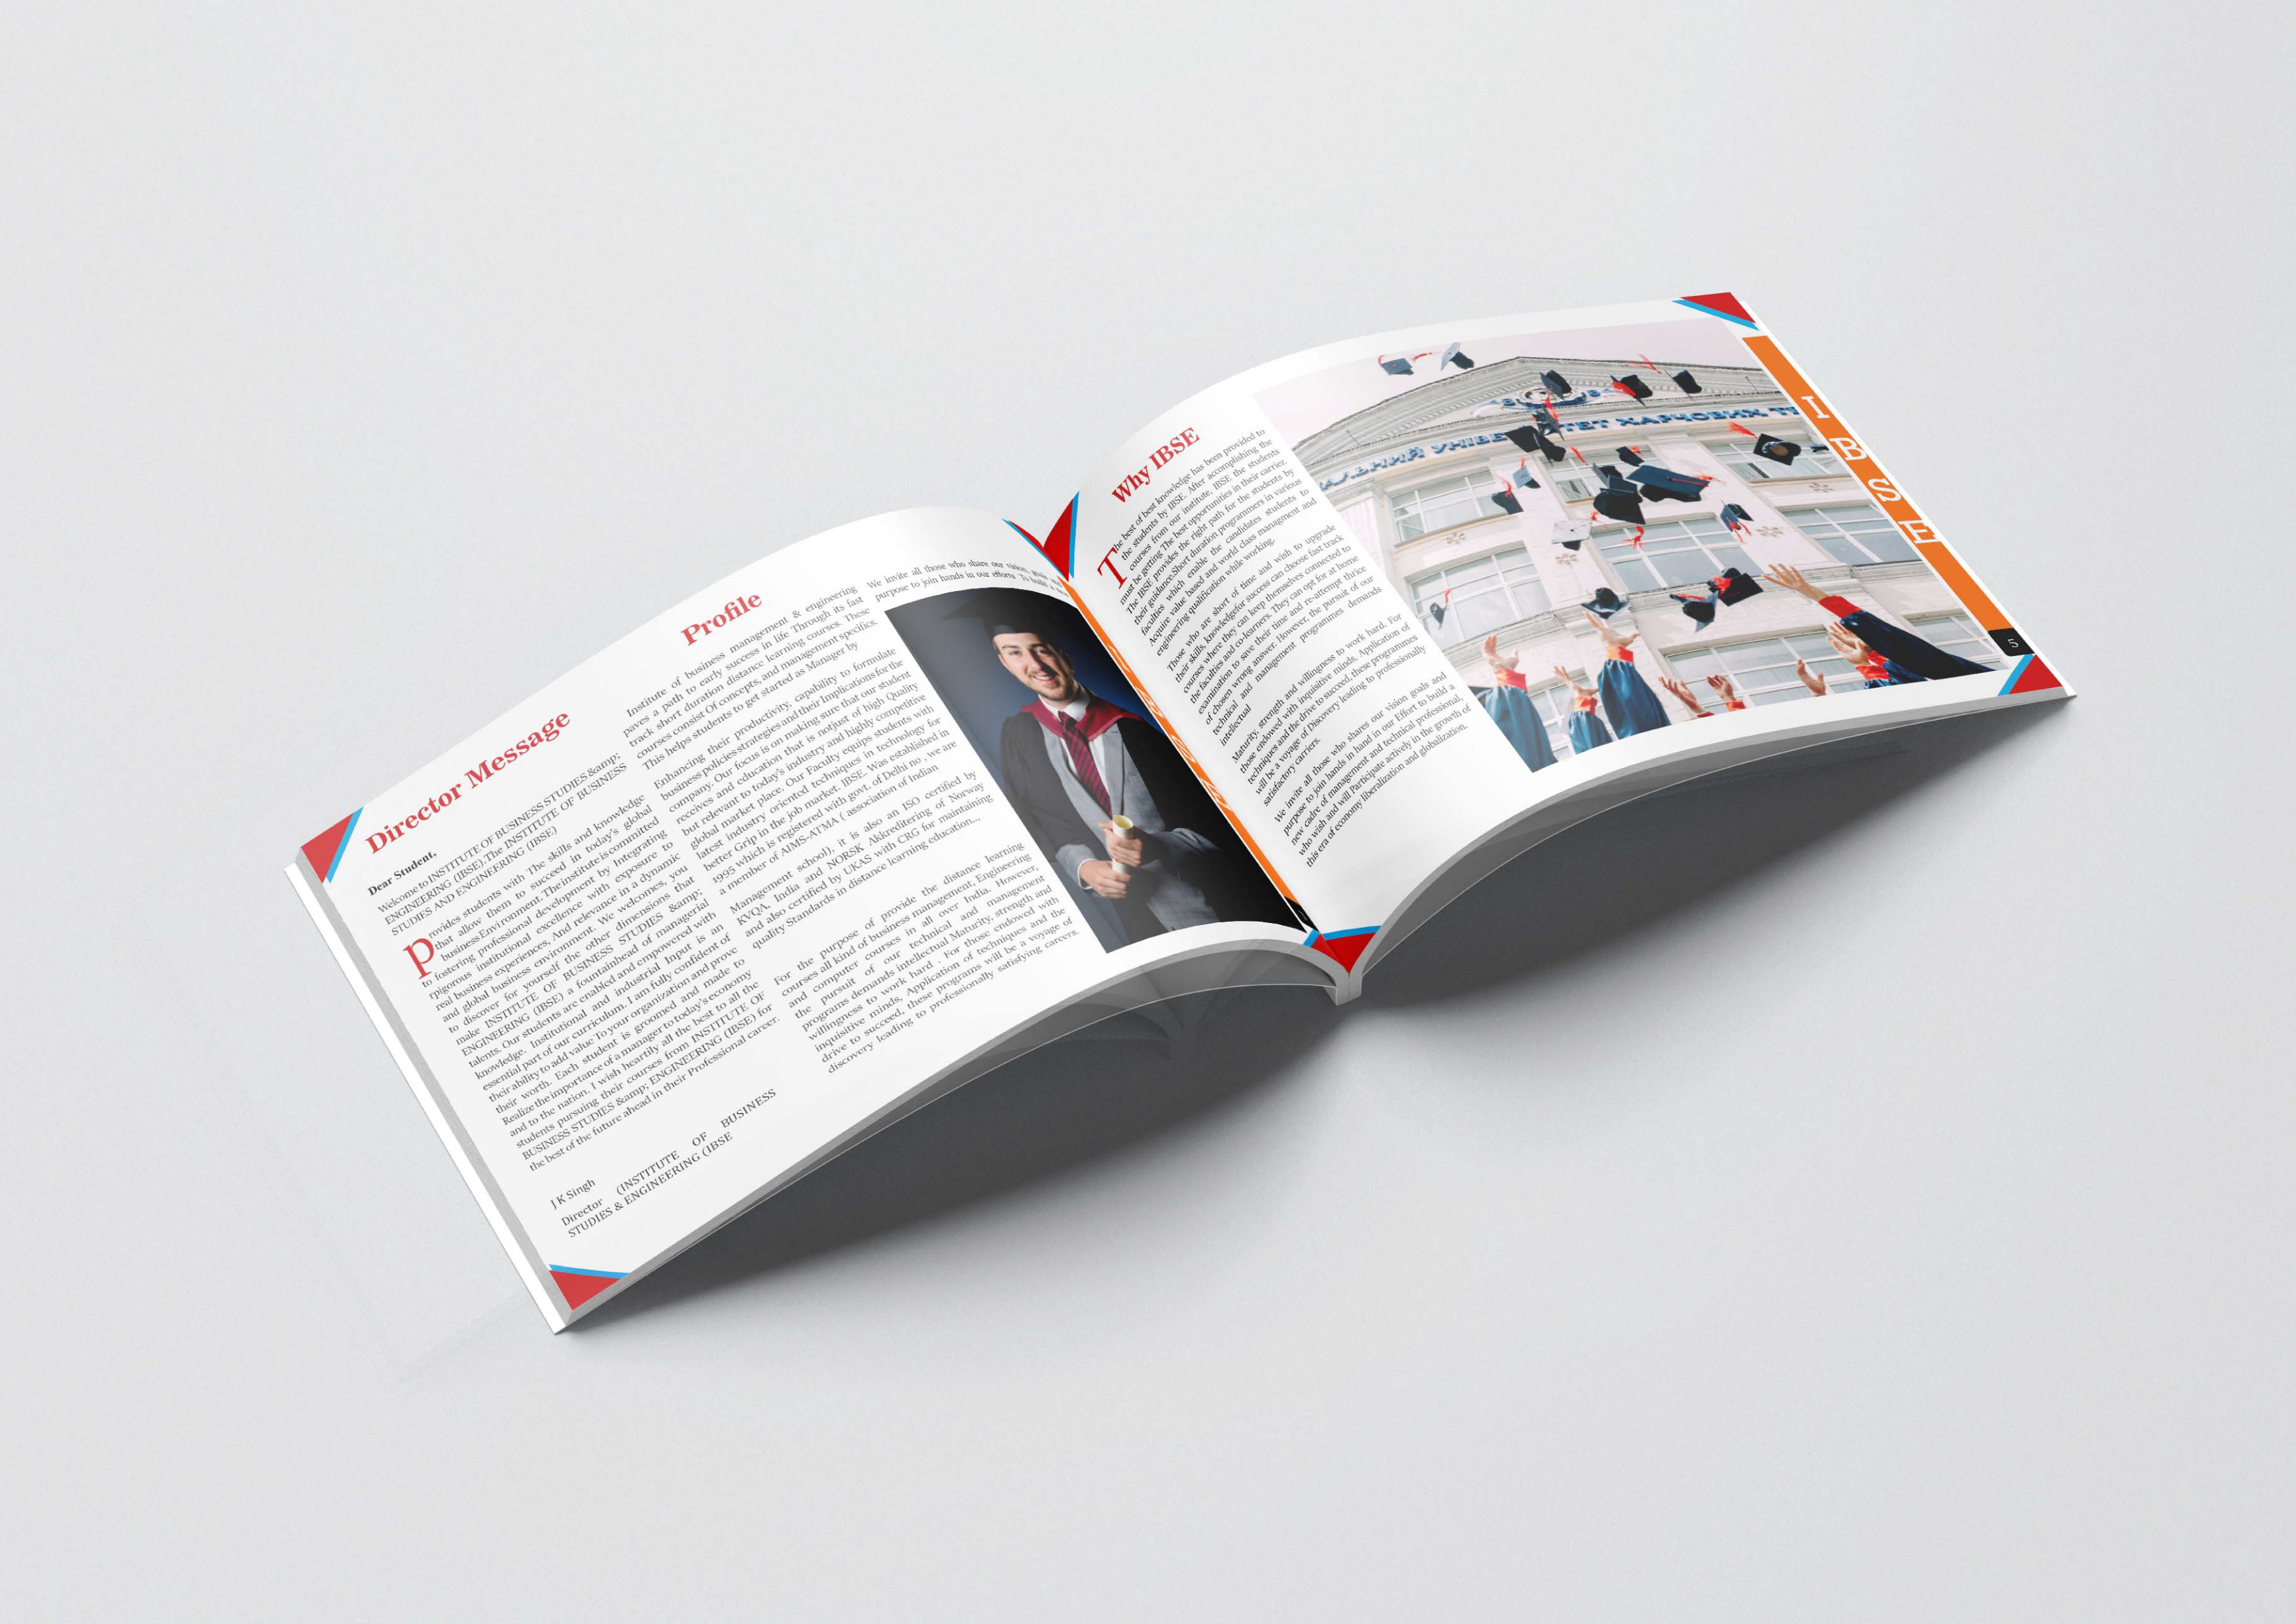 Director Message
Dear Student,
Welcome to INSTITUTE OF BUSINESS STUDIES &amp;
ENGINEERING (IBSE).The INSTITUTE OF BUSINESS
STUDIES AND ENGINEERING (IBSE)
Provides students with The skills and knowledge
that allow them to succeed in today's global
business Environment. The institute is committed
to fostering professional development by Integrating
rpigorous institutional excellence with exposure to
real business experiences, And relevance in a dynamic
and global business environment. We welcomes, you
to discover for yourself the other dimensions that
make INSTITUTE OF BUSINESS STUDIES &amp;
ENGINEERING (IBSE) a fountainhead of managerial
talents. Our students are enabled and empowered with
knowledge. Institutional and industrial Input is an
essential part of our curriculum. I am fully confident of
their ability to add value To your organization and prove
their worth. Each student is groomed and made to
Realize the importance of a manager to today's economy
and to the nation. I wish heartily all the best to all the
students pursuing their courses from INSTITUTE OF
BUSINESS STUDIES &amp; ENGINEERING (IBSE) for
the best of the future ahead in their Professional career.
J K Singh
Director (INSTITUTE OF BUSINESS
STUDIES & ENGINEERING (IBSE
Profile
Institute of business management & engineering
paves a path to early success in life Through its fast
track short duration distance learning courses. These
courses consist Of concepts, and management specifics.
This helps students to get started as Manager by
Enhancing their productivity, capability to formulate
business policies strategies and their Implications for the
company. Our focus is on making sure that our student
receives and education that is notjust of high Quality
but relevant to today's industry and highly competitive
global market place. Our Faculty equips students with
latest industry oriented techniques in technology for
better Grip in the job market. IBSE. Was established in
1995 which is registered with govt. of Delhi no , we are
a member of AIMS-ATMA ( association of Indian
Management school), it is also an ISO certified by
KVQA, India and NORSK Akkreditering of Norway
and also certified by UKAS with CRG for maintaining
quality Standards in distance learning education...
For the purpose of provide the distance learning
courses all kind of business management, Engineering
and computer courses in all over India. However,
the pursuit of our technical and management
programs demands intellectual Maturity, strength and
willingness to work hard . For those endowed with
inquisitive minds, Application of techniques and the
drive to succeed, these programs will be a voyage of
discovery leading to professionally satisfying careers.
We invite all those who share our vision, goals
purpose to join hands in our efforts To build
Why IBSE
The best of best knowledge has been provided to
the students by IBSE. After accomplishing the
courses from our institute, IBSE the students
must be getting The best opportunities in their carrier.
The IBSE provides the right path for the students by
their guidance.Short duration programmers in various
faculties which enable the candidates students to
Acquire value based and world class managment and
engineering qualification while working.
Those who are short of time and wish to upgrade
their skills, knowledgefor success can choose fast track
courses where they can keep themselves connected to
the faculties and co-learners. They can opt for at home
examination to save their time and re-attempt thrice
of chosen wrong answer. However, the pursuit of our
technical and management programmes demands
intellectual
Maturity, strength and willingness to work hard. For
those endowed with inquisitive minds, Application of
techniques and the drive to succeed, these programmes
will be a voyage of Discovery leading to professionally
satisfactory carriers.
We invite all those who shares our vision goals and
purpose to join hands in hand in our Effort to build a
new cadre of management and technical professional,
who wish and will Participate actively in the growth of
this era of economy liberalization and globalization.
ТЕТ ХАРЧОВИХ ТЕ
I B S E
5